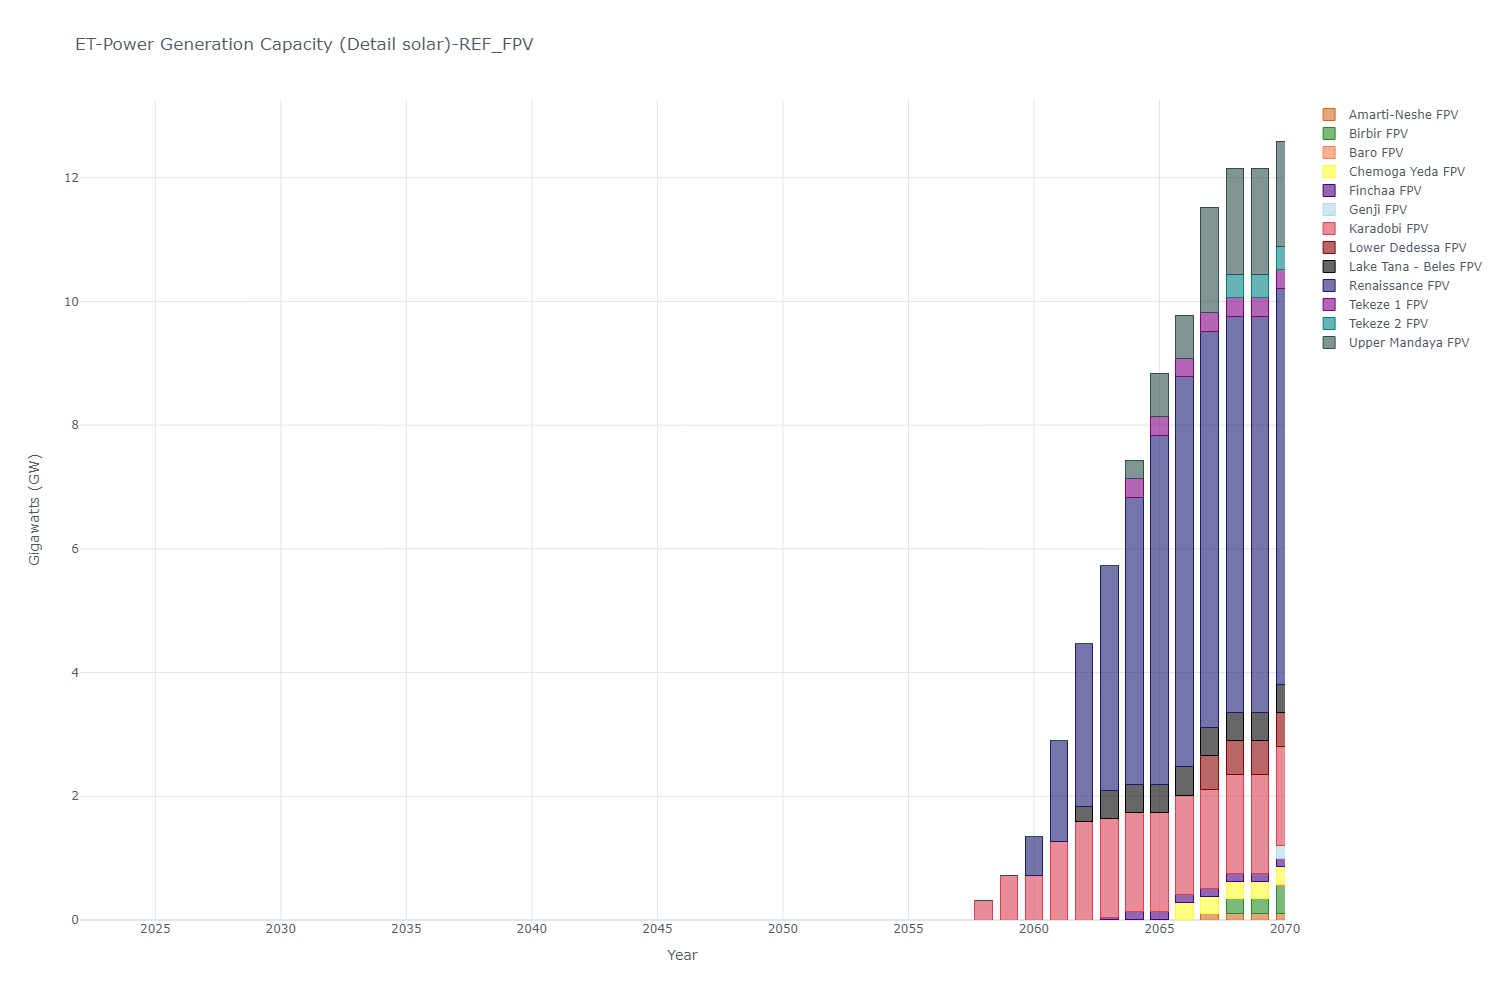 ET-Power Generation Capacity (Detail solar)-REF_FPV
Amarti-Neshe FPV
Birbir FPV
Baro FPV
Chemoga Yeda FPV
Finchaa FPV
Genji FPV
Karadobi FPV
Lower Dedessa FPV
Lake Tana - Beles FPV
Renaissance FPV
Tekeze 1 FPV
Tekeze 2 FPV
Upper Mandaya FPV
12
10
8
6
4
2
0
Gigawatts (GW)
2025 2030 2035 2040 2045 2050 2055 2060 2065 2070
Year